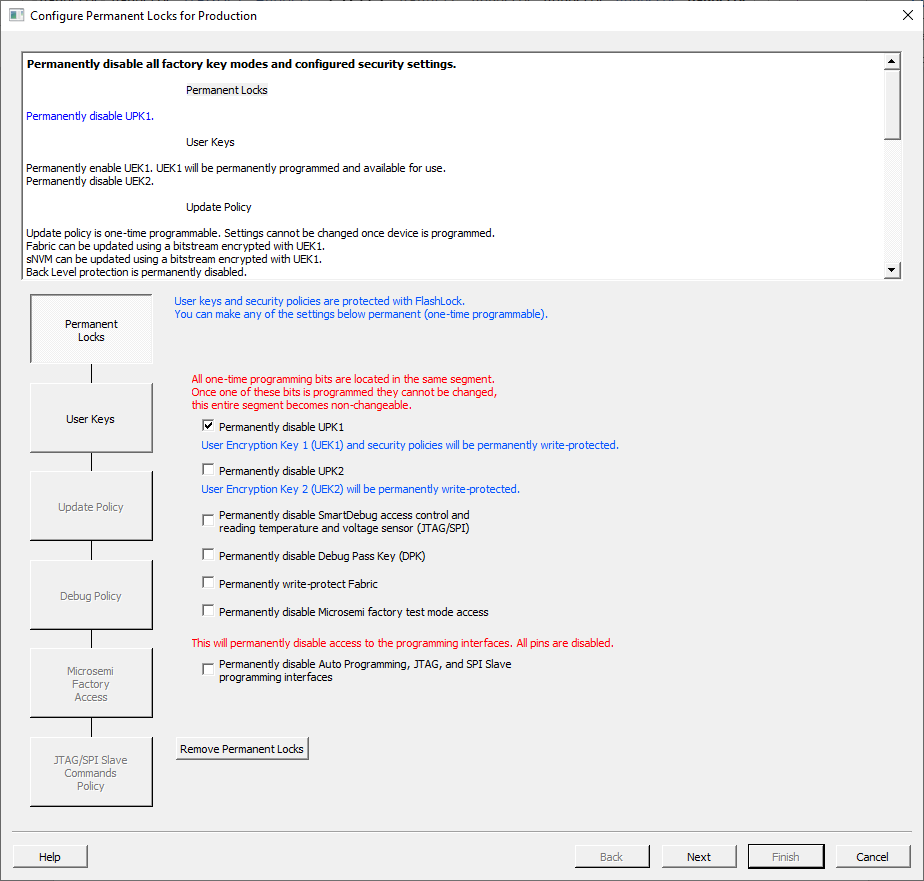 Configure Permanent Locks for Production
Permanently disable all factory key modes and configured security settings.
Permanent Locks
Permanently disable UPK1.
User Keys
Permanently enable UEK1. UEK1 will be permanently programmed and available for use.
Permanently disable UEK2.
Update Policy
Update policy is one-time programmable. Settings cannot be changed once device is programmed.
Fabric can be updated using a bitstream encrypted with UEK1.
sNVM can be updated using a bitstream encrypted with UEK1.
Back Level protection is permanently disabled.
Permanent
Locks
User keys and security policies are protected with FlashLock.
You can make any of the settings below permanent (one-time programmable).
User Keys
Update Policy
Debug Policy
Microsemi
Factory
Access
JTAG/SPI Slave
Commands
Policy
All one-time programming bits are located in the same segment.
Once one of these bits is programmed they cannot be changed,
this entire segment becomes non-changeable.
Permanently disable UPK1
User Encryption Key 1 (UEK1) and security policies will be permanently write-protected.
Permanently disable UPK2
User Encryption Key 2 (UEK2) will be permanently write-protected.
Permanently disable SmartDebug access control and
reading temperature and voltage sensor (JTAG/SPI)
Permanently disable Debug Pass Key (DPK)
Permanently write-protect Fabric
Permanently disable Microsemi factory test mode access
This will permanently disable access to the programming interfaces. All pins are disabled.
Permanently disable Auto Programming, JTAG, and SPI Slave
programming interfaces
Remove Permanent Locks
Help
Back
Next
Finish
Cancel